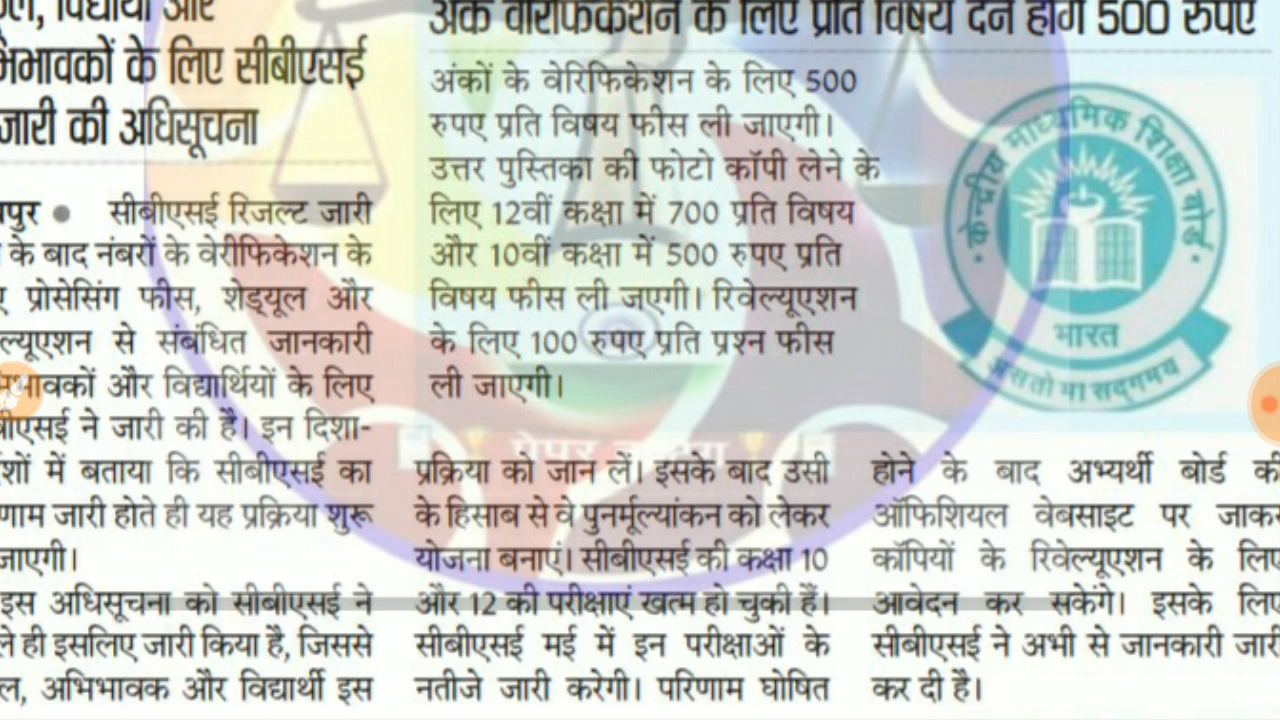 विद्यार्थी और
के लिए सीबीएसई
जारी की अधिसूचना
सीबीएसई रिजल्ट जारी
के बाद नंबरों के वेरीफिकेशन के
प्रोसेसिंग फीस, शेड्यूल और
से संबंधित जानकारी
और विद्यार्थियों के लिए
ने जारी की है। इन दिशा-
में बताया कि सीबीएसई का
जारी होते ही यह प्रक्रिया शुरू
जाएगी।
इस अधिसूचना को सीबीएसई ने
ही इसलिए जारी किया है, जिससे
अभिभावक और विद्यार्थी इस
अंक वेरिफिकेशन के लिए प्रति विषय देने होंगे 500 रुपए
अंकों के वेरिफिकेशन के लिए 500
रुपए प्रति विषय फीस ली जाएगी।
उत्तर पुस्तिका की फोटो कॉपी लेने के
लिए 12वीं कक्षा में 700 प्रति विषय
और 10वीं कक्षा में 500 रुपए प्रति
विषय फीस ली जएगी। रिवेल्यूएशन
के लिए 100 रुपए प्रति प्रश्न फीस
ली जाएगी।
केन्द्रीय माध्यमिक शिक्षा बोर्ड
भारत
असतो मा सद्गमय
पेपर
प्रक्रिया को जान लें। इसके बाद उसी
के हिसाब से वे पुनर्मूल्यांकन को लेकर
योजना बनाएं। सीबीएसई की कक्षा 10
और 12 की परीक्षाएं खत्म हो चुकी हैं।
सीबीएसई मई में इन परीक्षाओं के
नतीजे जारी करेगी। परिणाम घोषित
होने के बाद अभ्यर्थी बोर्ड की
ऑफिशियल वेबसाइट पर जाकर
कॉपियों के रिवेल्यूएशन के लिए
आवेदन कर सकेंगे। इसके लिए
सीबीएसई ने अभी से जानकारी जारी
कर दी है।